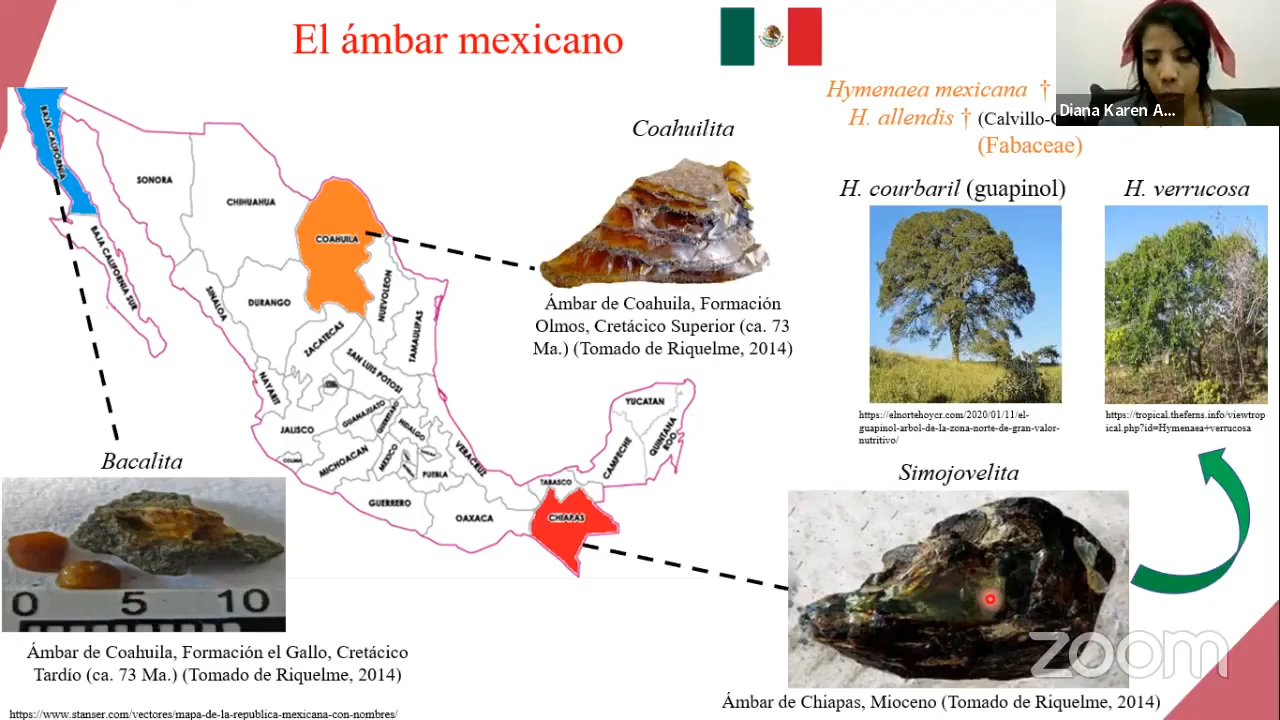 El ámbar mexicano
Hymenaea mexicana †
H. allendis † (Calvillo-
(Fabaceae)
Diana Karen A...
Coahuilita
H. courbaril (guapinol)
H. verrucosa
BAJA CALIFORNIA
SONORA
CHIHUAHUA
COAHUILA
BAJA CALIFORNIA SUR
SINALOA
DURANGO
NUEVO LEON
TAMAULIPAS
ZACATECAS
SAN LUIS POTOSI
NAYARIT
JALISCO
GUANAJUATO
QUERETARO
HIDALGO
COLIMA
MICHOACAN
MEXICO
PUEBLA
VERACRUZ
GUERRERO
OAXACA
TABASCO
CHIAPAS
CAMPECHE
YUCATAN
QUINTANA
ROO
Ámbar de Coahuila, Formación
Olmos, Cretácico Superior (ca. 73
Ma.) (Tomado de Riquelme, 2014)
https://elnortehoycr.com/2020/01/11/el-
guapinol-arbol-de-la-zona-norte-de-gran-valor-
nutritivo/
https://tropical.theferns.info/viewtrop
ical.php?id=Hymenaea+verrucosa
Bacalita
0 5 10
Simojovelita
Ámbar de Coahuila, Formación el Gallo, Cretácico
Tardío (ca. 73 Ma.) (Tomado de Riquelme, 2014)
zoom
Ámbar de Chiapas, Mioceno (Tomado de Riquelme, 2014)
https://www.stanser.com/vectores/mapa-de-la-republica-mexicana-con-nombres/